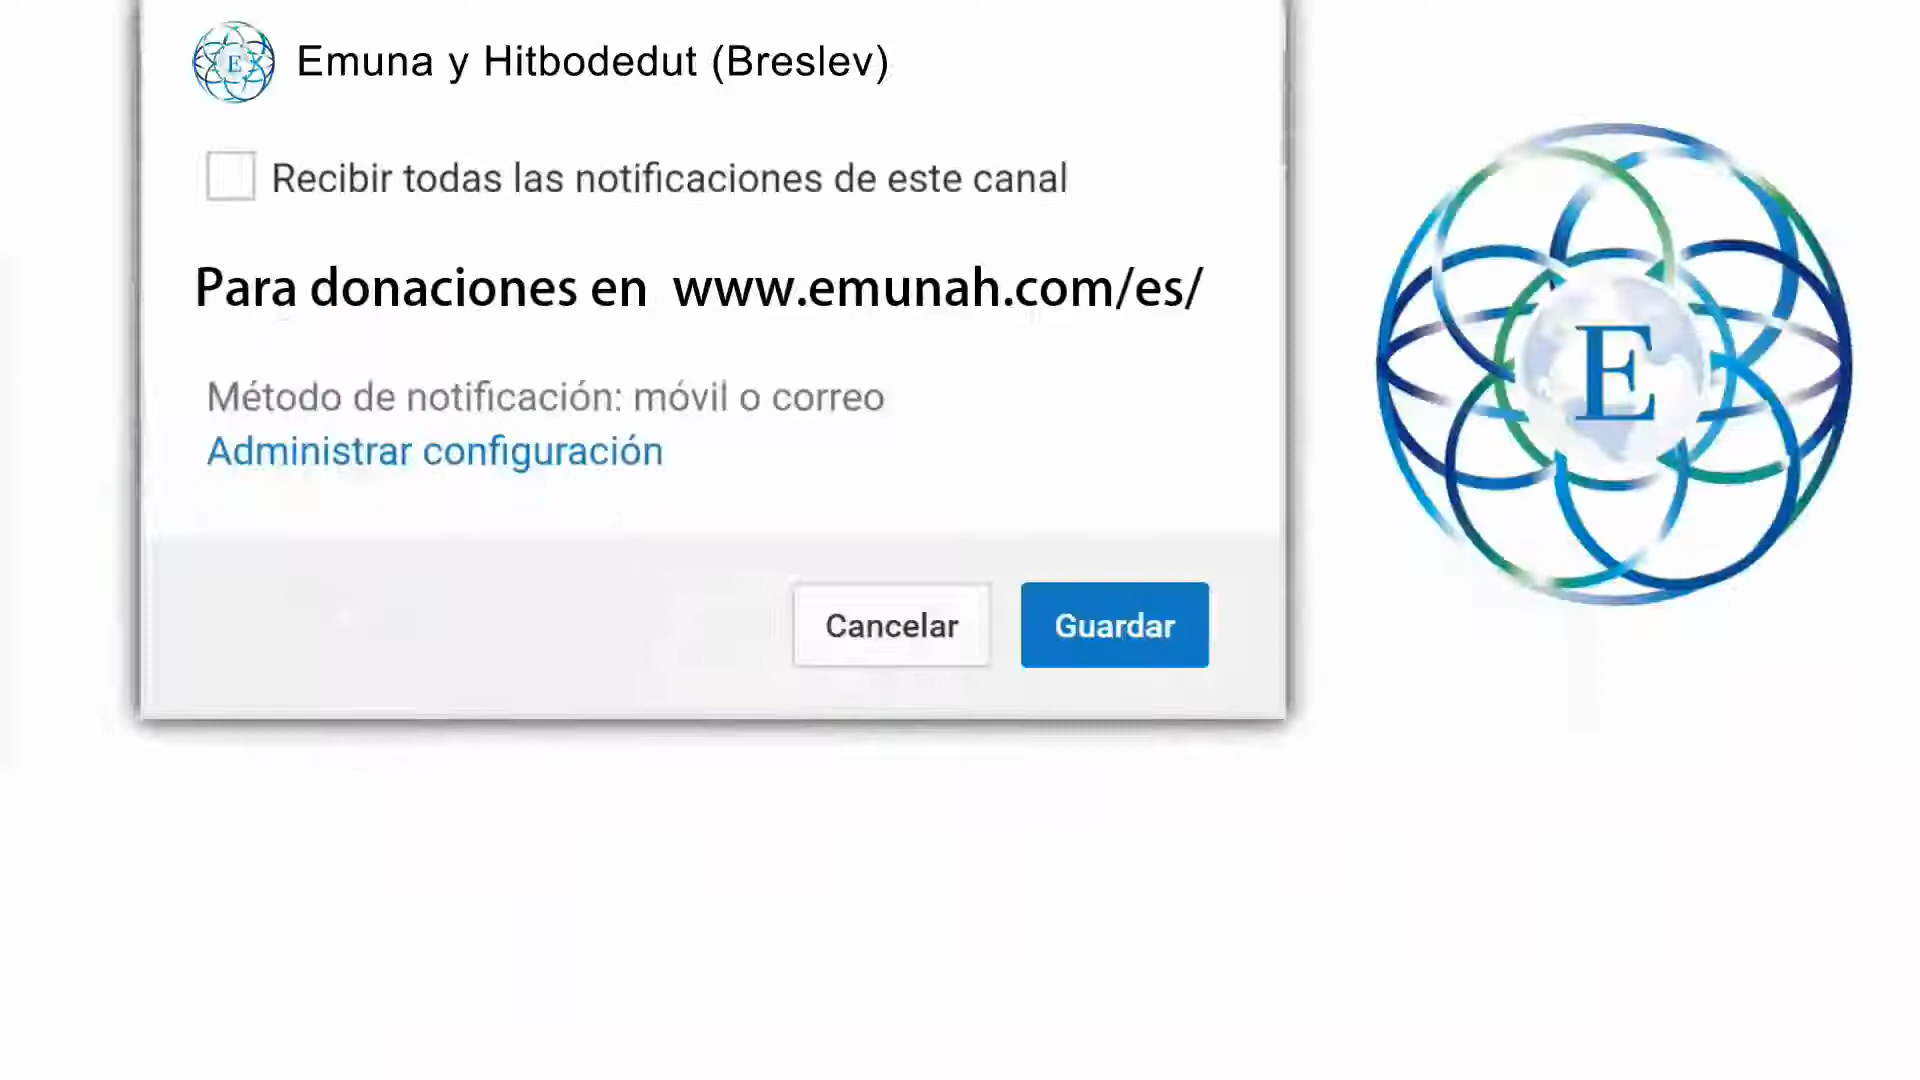 E
Emuna y Hitbodedut (Breslev)
Recibir todas las notificaciones de este canal
Para donaciones en www.emunah.com/es/
Método de notificación: móvil o correo
Administrar configuración
Cancelar
Guardar
E